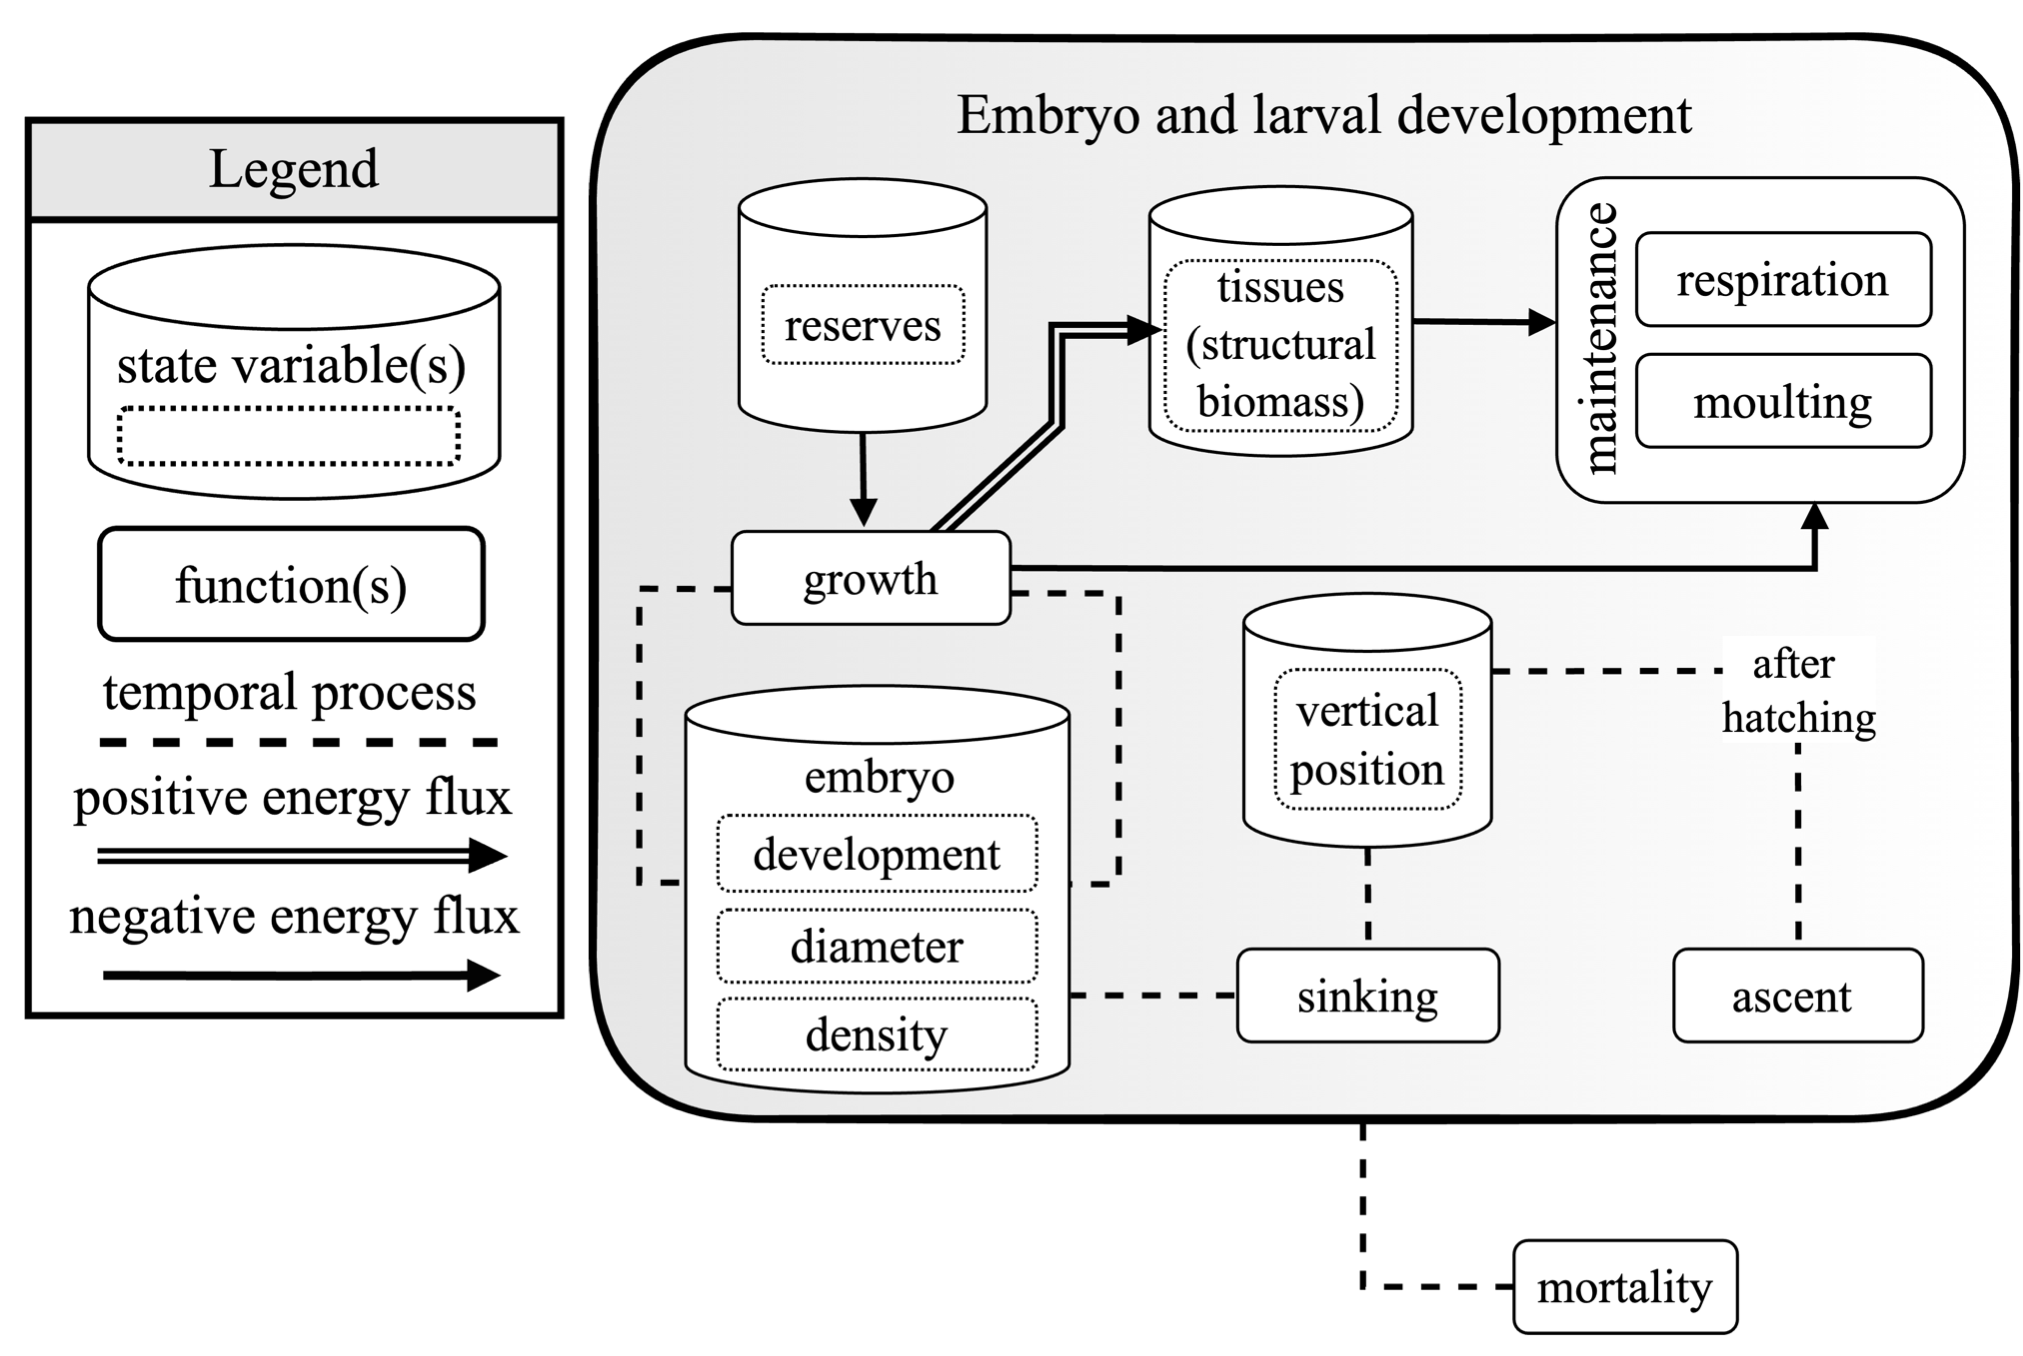 Legend
state variable(s)
function(s)
temporal process
positive energy flux
negative energy flux
Embryo and larval development
reserves
tissues
(structural
biomass)
maintenance
respiration
moulting
growth
embryo
development
diameter
density
vertical
position
after
hatching
sinking
ascent
mortality